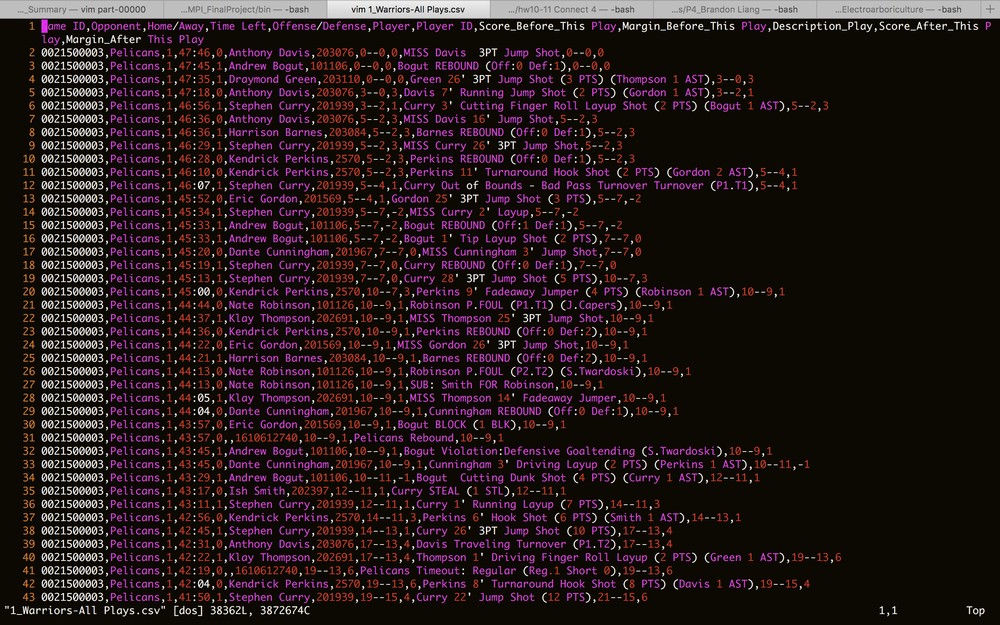 ..._Summary — vim part-00000
...MPI_FinalProject/bin — -bash
vim 1_Warriors-All Plays.csv
.../hw10-11 Connect 4 — -bash
...s/P4_Brandon Liang — -bash
...Electroarboriculture — -bash
+
1 Game ID,Opponent,Home/Away,Time Left,Offense/Defense,Player,Player ID,Score_Before_This Play,Margin_Before_This Play,Description_Play,Score_After_This P
lay,Margin_After This Play
2 0021500003,Pelicans,1,47:46,0,Anthony Davis,203076,0--0,0,MISS Davis  3PT Jump Shot,0--0,0
3 0021500003,Pelicans,1,47:45,1,Andrew Bogut,101106,0--0,0,Bogut REBOUND (Off:0 Def:1),0--0,0
4 0021500003,Pelicans,1,47:35,1,Draymond Green,203110,0--0,0,Green 26' 3PT Jump Shot (3 PTS) (Thompson 1 AST),3--0,3
5 0021500003,Pelicans,1,47:18,0,Anthony Davis,203076,3--0,3,Davis 7' Running Jump Shot (2 PTS) (Gordon 1 AST),3--2,1
6 0021500003,Pelicans,1,46:56,1,Stephen Curry,201939,3--2,1,Curry 3' Cutting Finger Roll Layup Shot (2 PTS) (Bogut 1 AST),5--2,3
7 0021500003,Pelicans,1,46:36,0,Anthony Davis,203076,5--2,3,MISS Davis 16' Jump Shot,5--2,3
8 0021500003,Pelicans,1,46:36,1,Harrison Barnes,203084,5--2,3,Barnes REBOUND (Off:0 Def:1),5--2,3
9 0021500003,Pelicans,1,46:29,1,Stephen Curry,201939,5--2,3,MISS Curry 26' 3PT Jump Shot,5--2,3
10 0021500003,Pelicans,1,46:28,0,Kendrick Perkins,2570,5--2,3,Perkins REBOUND (Off:0 Def:1),5--2,3
11 0021500003,Pelicans,1,46:10,0,Kendrick Perkins,2570,5--2,3,Perkins 11' Turnaround Hook Shot (2 PTS) (Gordon 2 AST),5--4,1
12 0021500003,Pelicans,1,46:07,1,Stephen Curry,201939,5--4,1,Curry Out of Bounds - Bad Pass Turnover Turnover (P1.T1),5--4,1
13 0021500003,Pelicans,1,45:52,0,Eric Gordon,201569,5--4,1,Gordon 25' 3PT Jump Shot (3 PTS),5--7,-2
14 0021500003,Pelicans,1,45:34,1,Stephen Curry,201939,5--7,-2,MISS Curry 2' Layup,5--7,-2
15 0021500003,Pelicans,1,45:33,1,Andrew Bogut,101106,5--7,-2,Bogut REBOUND (Off:1 Def:1),5--7,-2
16 0021500003,Pelicans,1,45:33,1,Andrew Bogut,101106,5--7,-2,Bogut 1' Tip Layup Shot (2 PTS),7--7,0
17 0021500003,Pelicans,1,45:20,0,Dante Cunningham,201967,7--7,0,MISS Cunningham 3' Jump Shot,7--7,0
18 0021500003,Pelicans,1,45:19,1,Stephen Curry,201939,7--7,0,Curry REBOUND (Off:0 Def:1),7--7,0
19 0021500003,Pelicans,1,45:13,1,Stephen Curry,201939,7--7,0,Curry 28' 3PT Jump Shot (5 PTS),10--7,3
20 0021500003,Pelicans,1,45:00,0,Kendrick Perkins,2570,10--7,3,Perkins 9' Fadeaway Jumper (4 PTS) (Robinson 1 AST),10--9,1
21 0021500003,Pelicans,1,44:44,0,Nate Robinson,101126,10--9,1,Robinson P.FOUL (P1.T1) (J.Capers),10--9,1
22 0021500003,Pelicans,1,44:37,1,Klay Thompson,202691,10--9,1,MISS Thompson 25' 3PT Jump Shot,10--9,1
23 0021500003,Pelicans,1,44:36,0,Kendrick Perkins,2570,10--9,1,Perkins REBOUND (Off:0 Def:2),10--9,1
24 0021500003,Pelicans,1,44:22,0,Eric Gordon,201569,10--9,1,MISS Gordon 26' 3PT Jump Shot,10--9,1
25 0021500003,Pelicans,1,44:21,1,Harrison Barnes,203084,10--9,1,Barnes REBOUND (Off:0 Def:2),10--9,1
26 0021500003,Pelicans,1,44:13,0,Nate Robinson,101126,10--9,1,Robinson P.FOUL (P2.T2) (S.Twardoski),10--9,1
27 0021500003,Pelicans,1,44:13,0,Nate Robinson,101126,10--9,1,SUB: Smith FOR Robinson,10--9,1
28 0021500003,Pelicans,1,44:05,1,Klay Thompson,202691,10--9,1,MISS Thompson 14' Fadeaway Jumper,10--9,1
29 0021500003,Pelicans,1,44:04,0,Dante Cunningham,201967,10--9,1,Cunningham REBOUND (Off:0 Def:1),10--9,1
30 0021500003,Pelicans,1,43:57,0,Eric Gordon,201569,10--9,1,Bogut BLOCK (1 BLK),10--9,1
31 0021500003,Pelicans,1,43:57,0,,1610612740,10--9,1,Pelicans Rebound,10--9,1
32 0021500003,Pelicans,1,43:45,1,Andrew Bogut,101106,10--9,1,Bogut Violation:Defensive Goaltending (S.Twardoski),10--9,1
33 0021500003,Pelicans,1,43:45,0,Dante Cunningham,201967,10--9,1,Cunningham 3' Driving Layup (2 PTS) (Perkins 1 AST),10--11,-1
34 0021500003,Pelicans,1,43:29,1,Andrew Bogut,101106,10--11,-1,Bogut  Cutting Dunk Shot (4 PTS) (Curry 1 AST),12--11,1
35 0021500003,Pelicans,1,43:17,0,Ish Smith,202397,12--11,1,Curry STEAL (1 STL),12--11,1
36 0021500003,Pelicans,1,43:11,1,Stephen Curry,201939,12--11,1,Curry 1' Running Layup (7 PTS),14--11,3
37 0021500003,Pelicans,1,42:56,0,Kendrick Perkins,2570,14--11,3,Perkins 6' Hook Shot (6 PTS) (Smith 1 AST),14--13,1
38 0021500003,Pelicans,1,42:45,1,Stephen Curry,201939,14--13,1,Curry 26' 3PT Jump Shot (10 PTS),17--13,4
39 0021500003,Pelicans,1,42:31,0,Anthony Davis,203076,17--13,4,Davis Traveling Turnover (P1.T2),17--13,4
40 0021500003,Pelicans,1,42:22,1,Klay Thompson,202691,17--13,4,Thompson 1' Driving Finger Roll Layup (2 PTS) (Green 1 AST),19--13,6
41 0021500003,Pelicans,1,42:19,0,,1610612740,19--13,6,Pelicans Timeout: Regular (Reg.1 Short 0),19--13,6
42 0021500003,Pelicans,1,42:04,0,Kendrick Perkins,2570,19--13,6,Perkins 8' Turnaround Hook Shot (8 PTS) (Davis 1 AST),19--15,4
43 0021500003,Pelicans,1,41:50,1,Stephen Curry,201939,19--15,4,Curry 22' Jump Shot (12 PTS),21--15,6
"1_Warriors-All Plays.csv" [dos] 38362L, 3872674C 1,1 Top